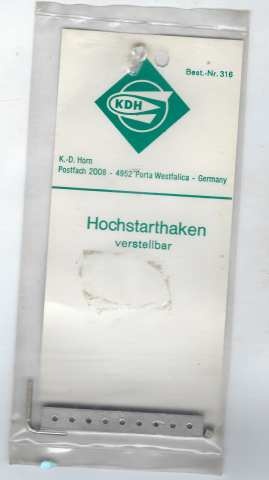 Best.-Nr. 316
KDH
K.-D. Horn
Postfach 2008 - 4952 Porta Westfalica - Germany
Hochstarthaken
verstellbar